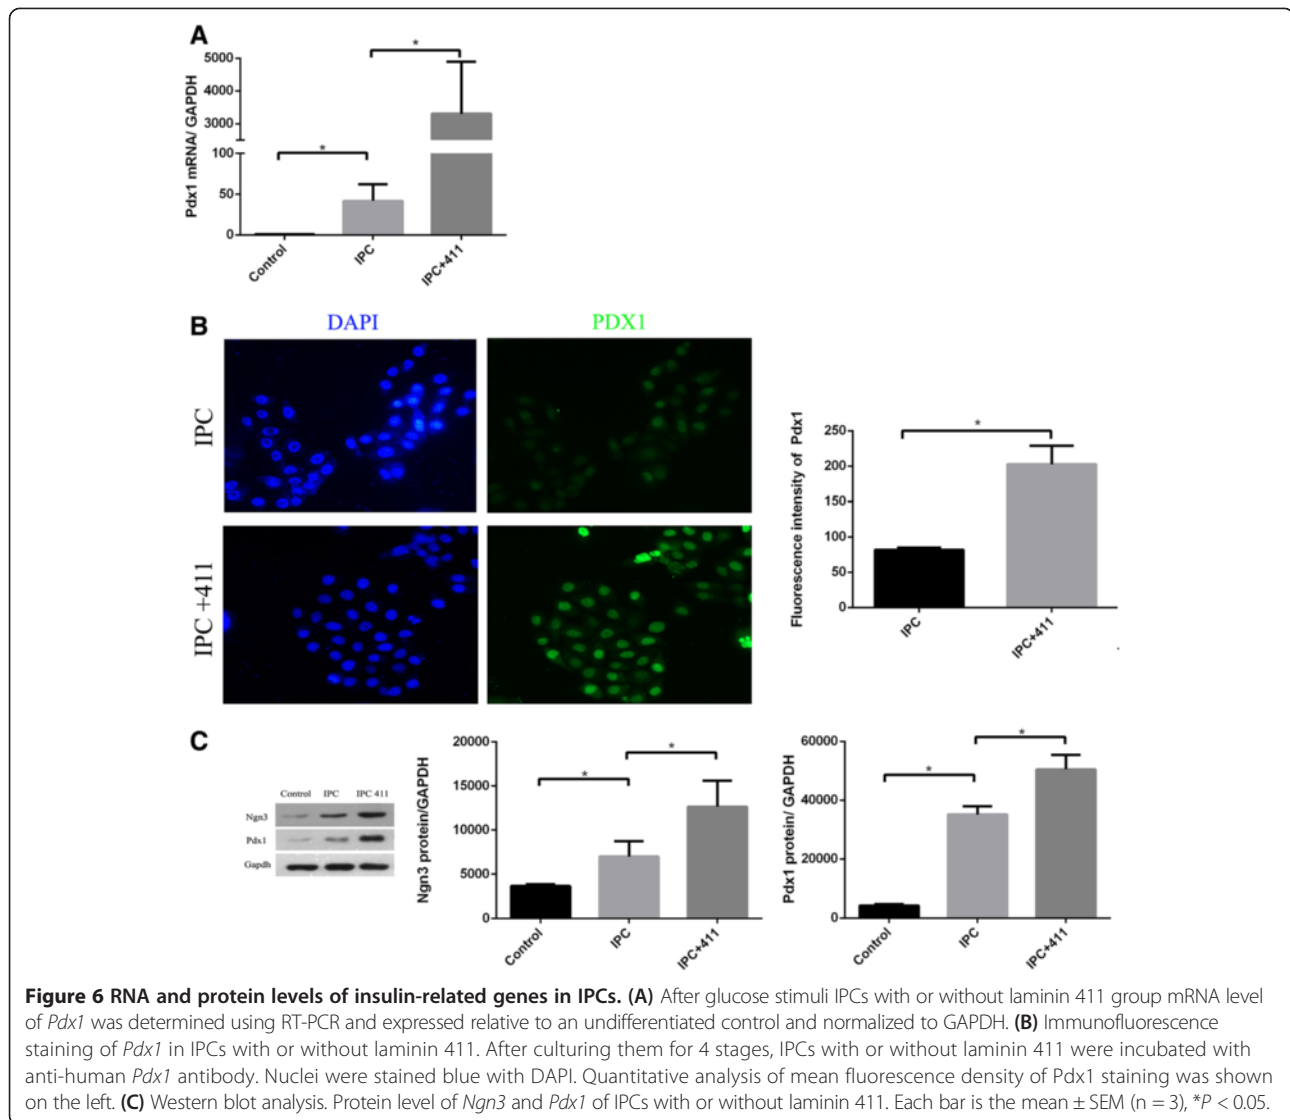 A
*
*
5000
4000
3000
100
50
0
Pdx1 mRNA/ GAPDH
Control
IPC
IPC+411
B
DAPI
PDX1
IPC
IPC +411
*
250
200
150
100
50
0
Fluorescence intensity of Pdx1
IPC
IPC+411
C
Control IPC IPC 411
Ngn3
Pdx1
Gapdh
*
*
20000
15000
10000
5000
0
Ngn3 protein/GAPDH
Control
IPC
IPC+411
*
*
60000
40000
20000
0
Pdx1 protein/ GAPDH
Control
IPC
IPC+411
Figure 6 RNA and protein levels of insulin-related genes in IPCs. (A) After glucose stimuli IPCs with or without laminin 411 group mRNA level
of Pdx1 was determined using RT-PCR and expressed relative to an undifferentiated control and normalized to GAPDH. (B) Immunofluorescence
staining of Pdx1 in IPCs with or without laminin 411. After culturing them for 4 stages, IPCs with or without laminin 411 were incubated with
anti-human Pdx1 antibody. Nuclei were stained blue with DAPI. Quantitative analysis of mean fluorescence density of Pdx1 staining was shown
on the left. (C) Western blot analysis. Protein level of Ngn3 and Pdx1 of IPCs with or without laminin 411. Each bar is the mean ± SEM (n = 3), *P < 0.05.